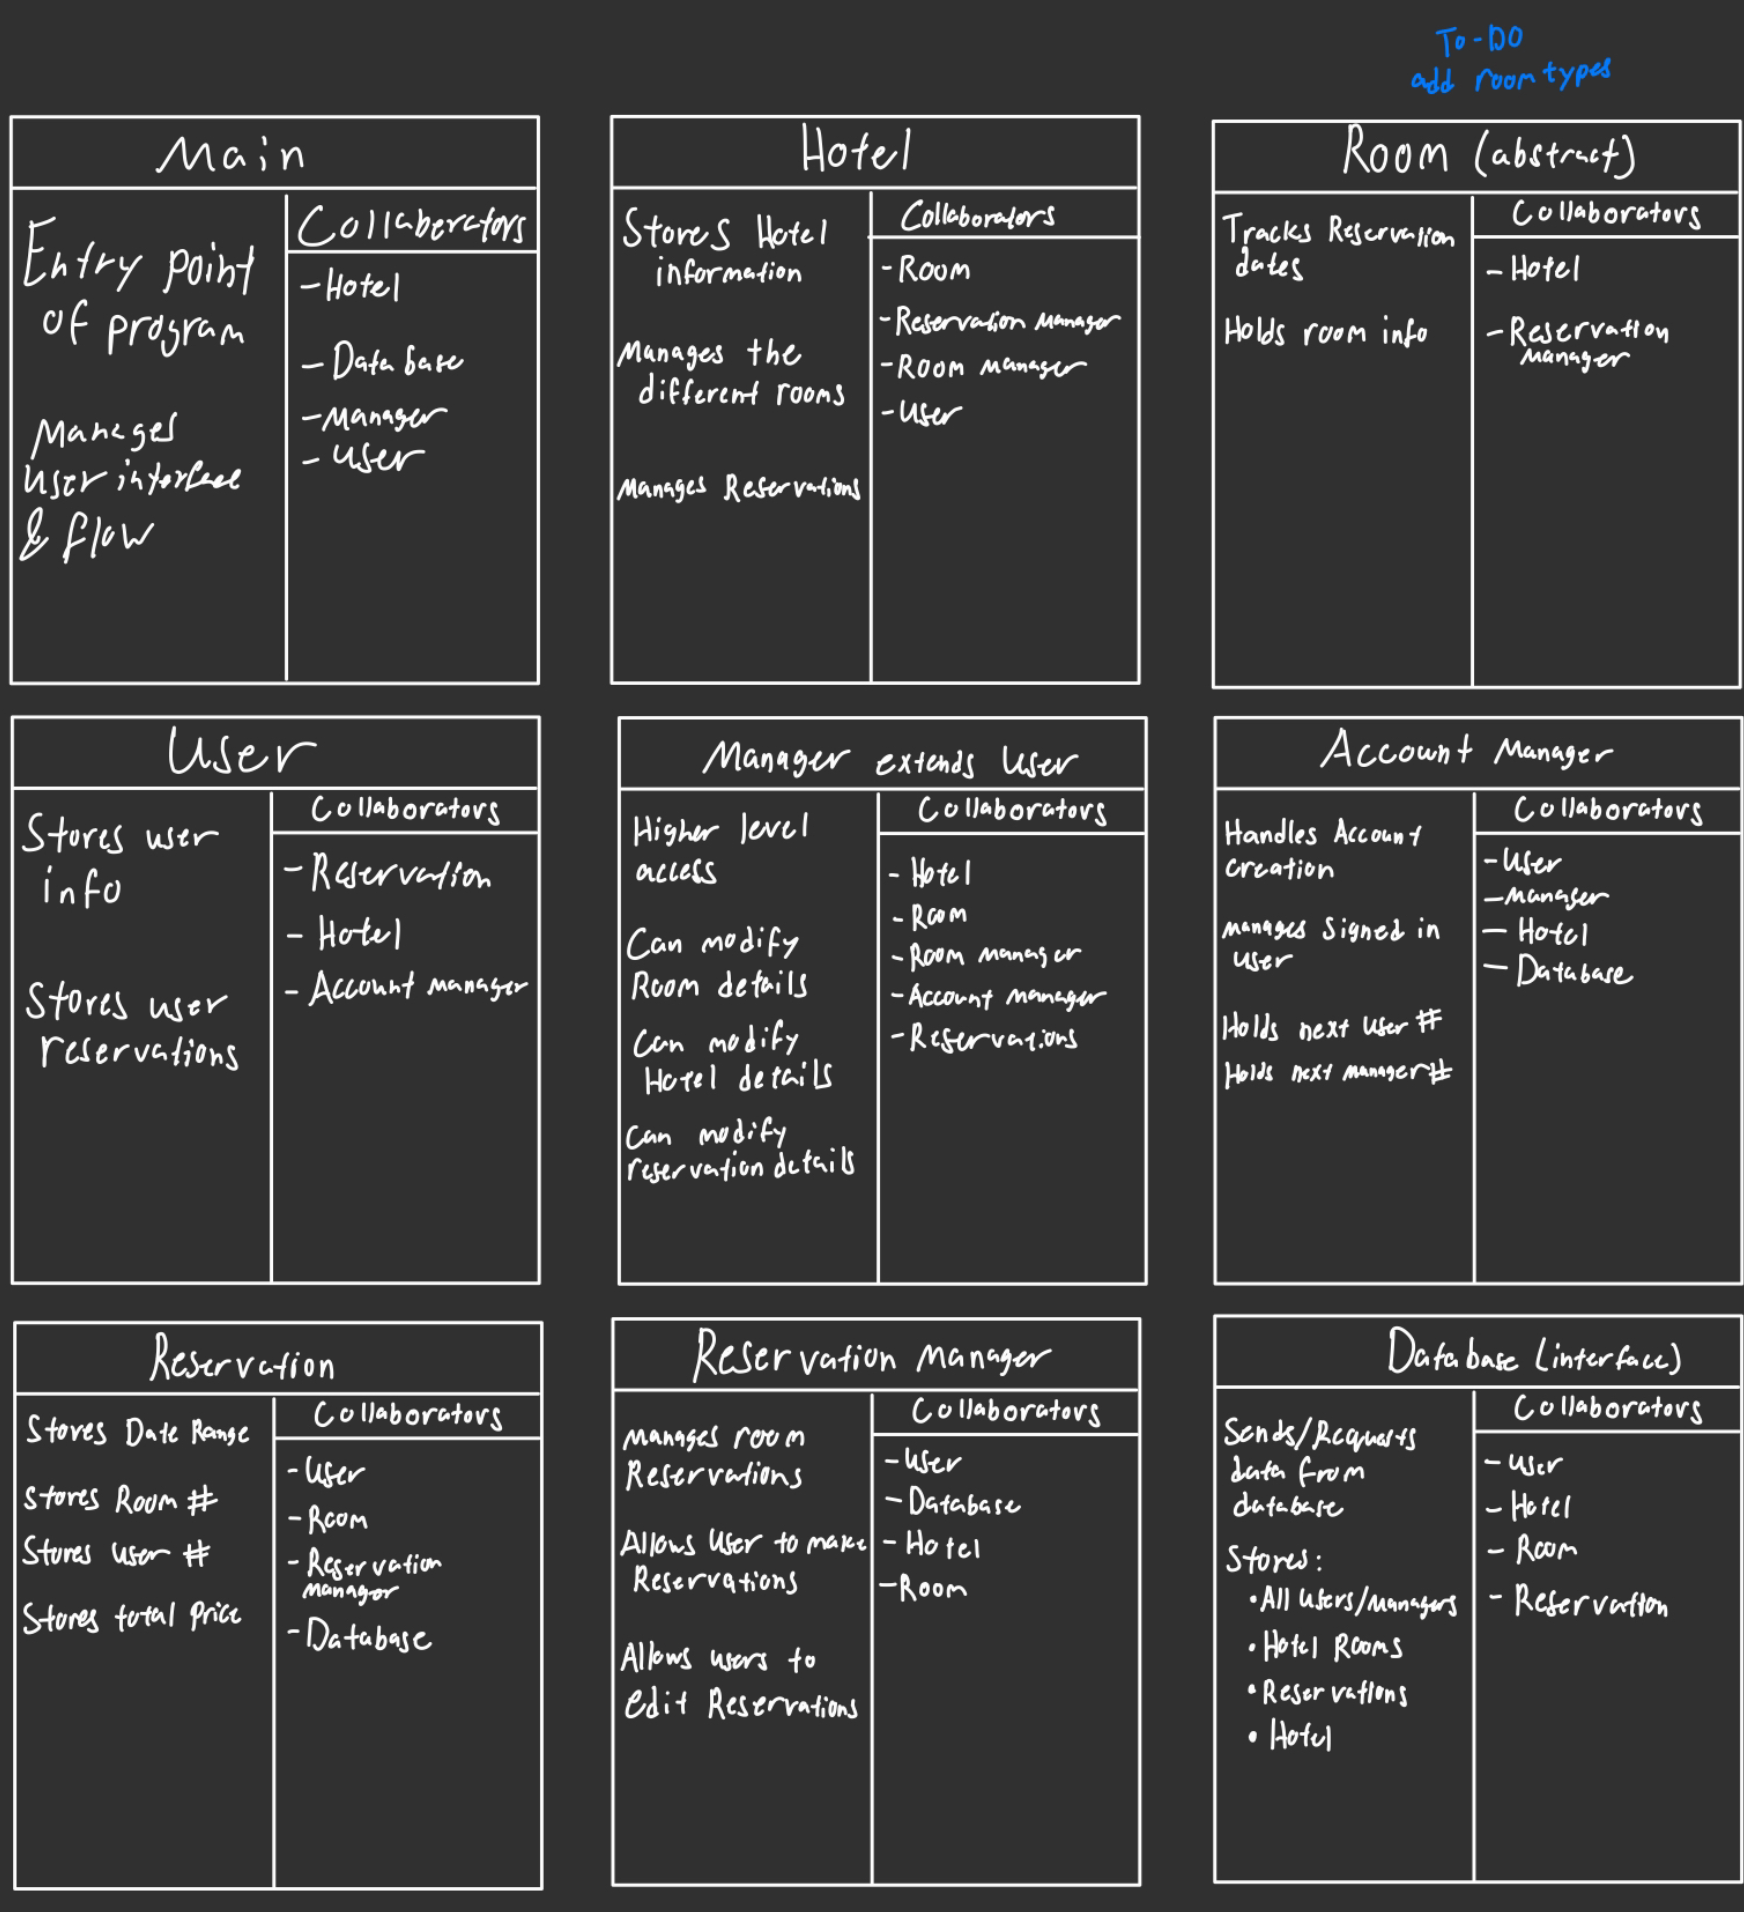 To-DO
add room types
Main
Entry point
of program
Manages
User interface
& flow
Collaborators
- Hotel
- Data base
- Manager
- User
Hotel
Stores Hotel
information
Manages the
different rooms
Manages Reservations
Collaborators
- Room
- Reservation Manager
- Room Manager
- User
Room (abstract)
Tracks Reservation
dates
Holds room info
Collaborators
- Hotel
- Reservation
Manager
User
Stores user
info
Stores user
reservations
Collaborators
- Reservation
- Hotel
- Account Manager
Manager extends User
Higher level
access
Can modify
Room details
Can modify
Hotel details
Can modify
reservation details
Collaborators
- Hotel
- Room
- Room manager
- Account Manager
- Reservations
Account Manager
Handles Account
creation
manages Signed in
user
Holds next User #
Holds next manager#
Collaborators
- User
- Manager
- Hotel
- Database
Reservation
Stores Date Range
Stores Room #
Stores User #
Stores total Price
Collaborators
- User
- Room
- Reservation
Manager
- Database
Reservation Manager
Manages room
Reservations
Allows User to make
Reservations
Allows users to
edit Reservations
Collaborators
- User
- Database
- Hotel
- Room
Database (interface)
Sends/Requests
data from
database
Stores:
• All Users/Managers
• Hotel Rooms
• Reservations
• Hotel
Collaborators
- User
- Hotel
- Room
- Reservation